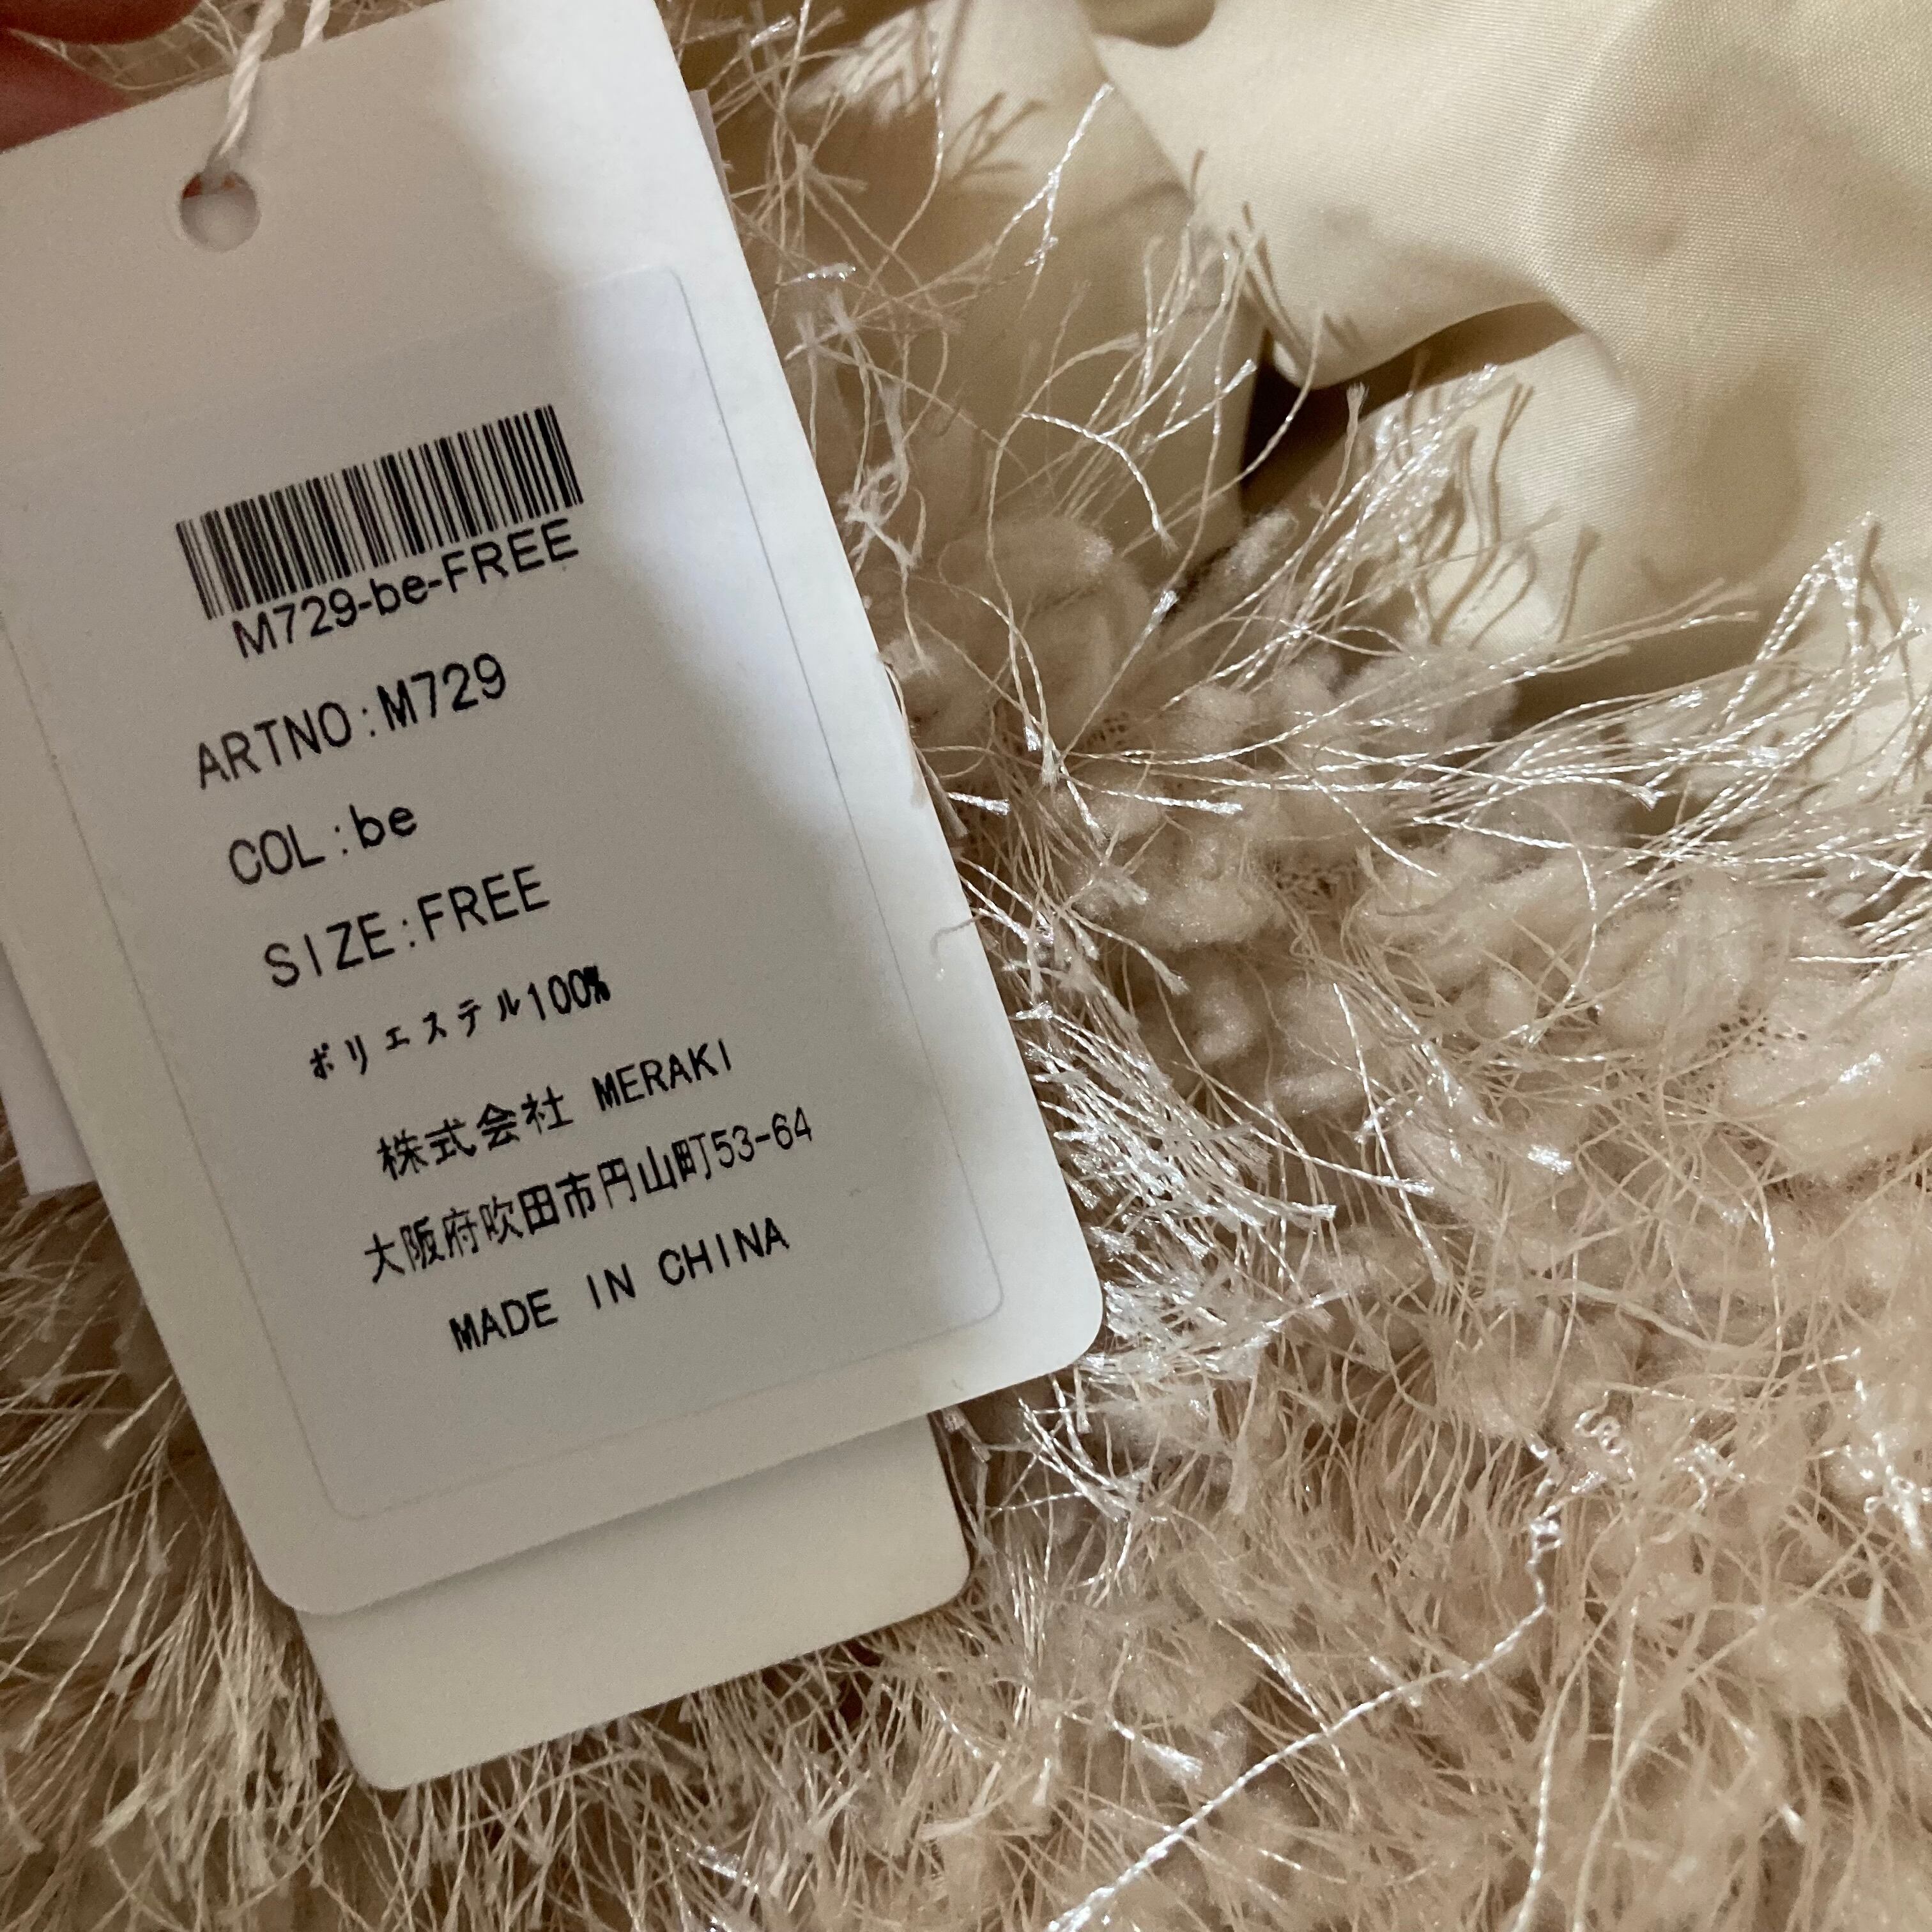 M729-be-FREE
ARTNO:M729
COL:be
SIZE:FREE
ポリエステル100%
株式会社 MERAKI
大阪府吹田市円山町53-64
MADE IN CHINA